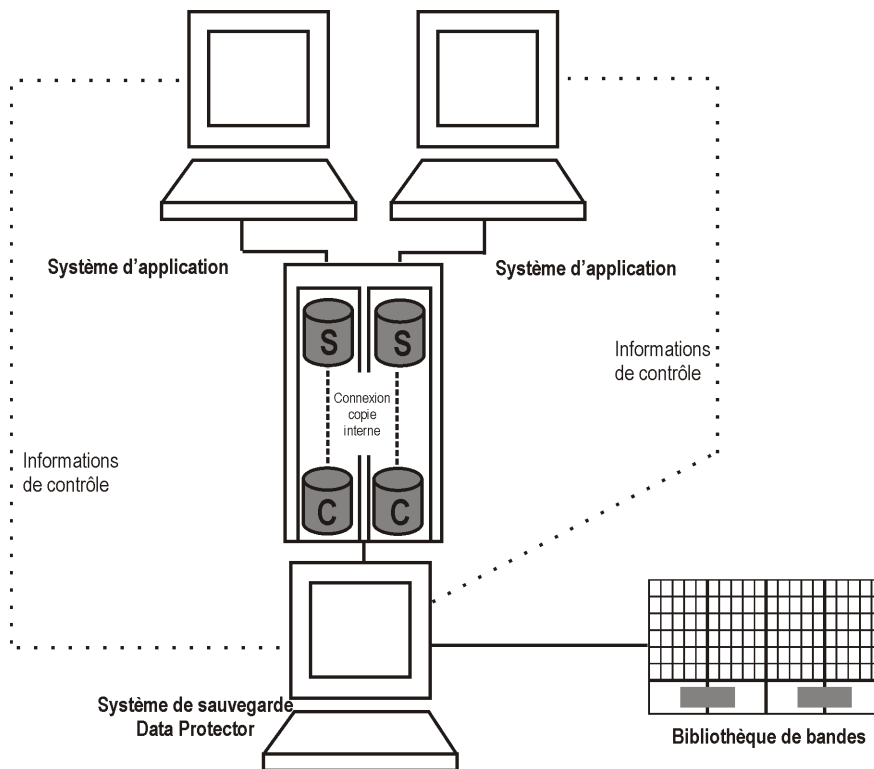 Système d'application
Système d'application
S
S
Informations
de contrôle
Connexion
copie
interne
Informations
de contrôle
C
C
Système de sauvegarde
Data Protector
Bibliothèque de bandes